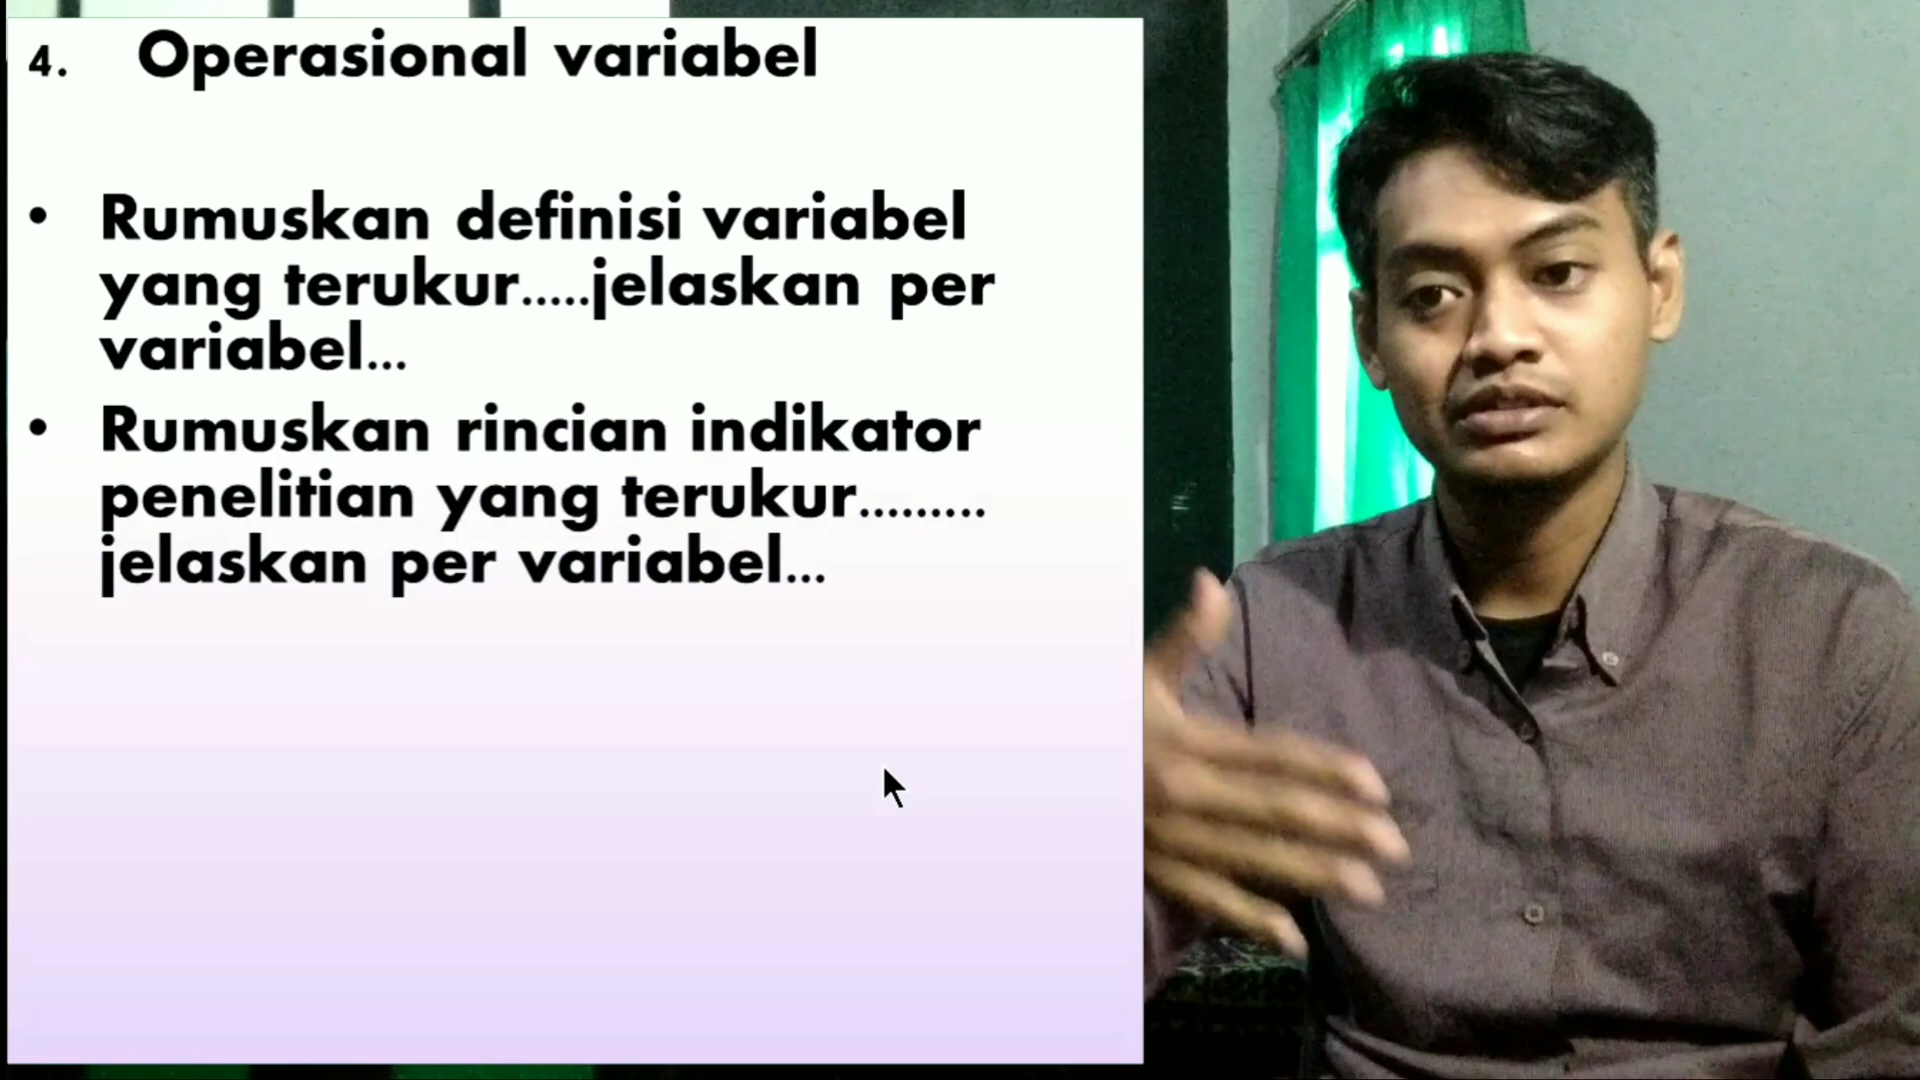 4. Operasional variabel
• Rumuskan definisi variabel
yang terukur.....jelaskan per
variabel...
• Rumuskan rincian indikator
penelitian yang terukur.........
jelaskan per variabel...